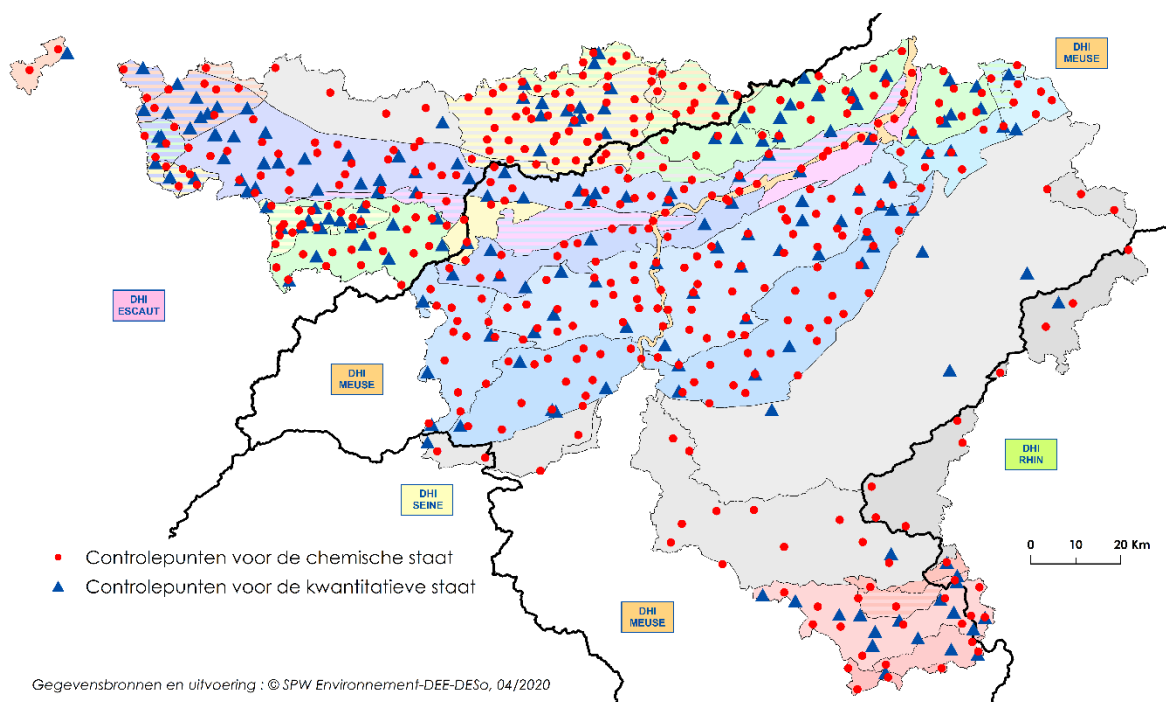 DHI
MEUSE
DHI
ESCAUT
DHI
MEUSE
DHI
RHIN
DHI
SEINE
Controlepunten voor de chemische staat
Controlepunten voor de kwantitatieve staat
0 10 20 Km
DHI
MEUSE
Gegevensbronnen en uitvoering : © SPW Environnement-DEE-DESo, 04/2020